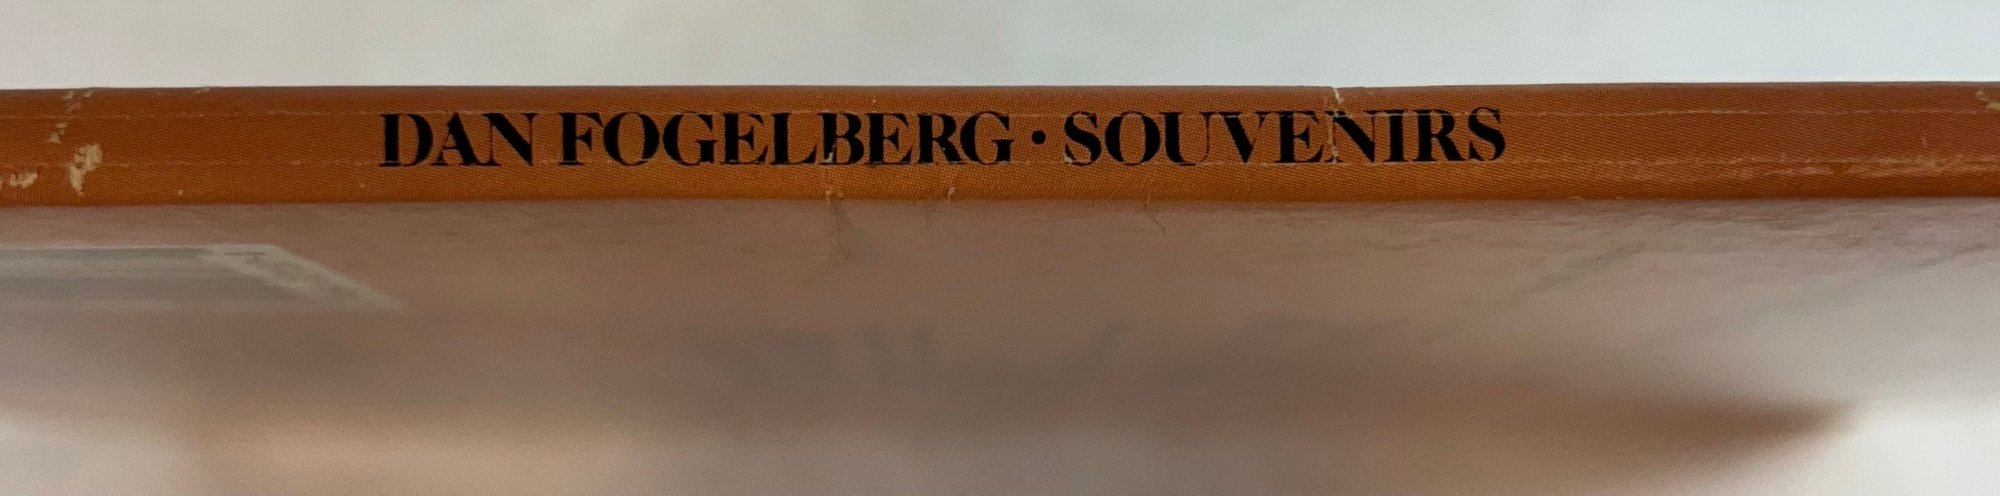 DAN FOGELBERG • SOUVENIRS